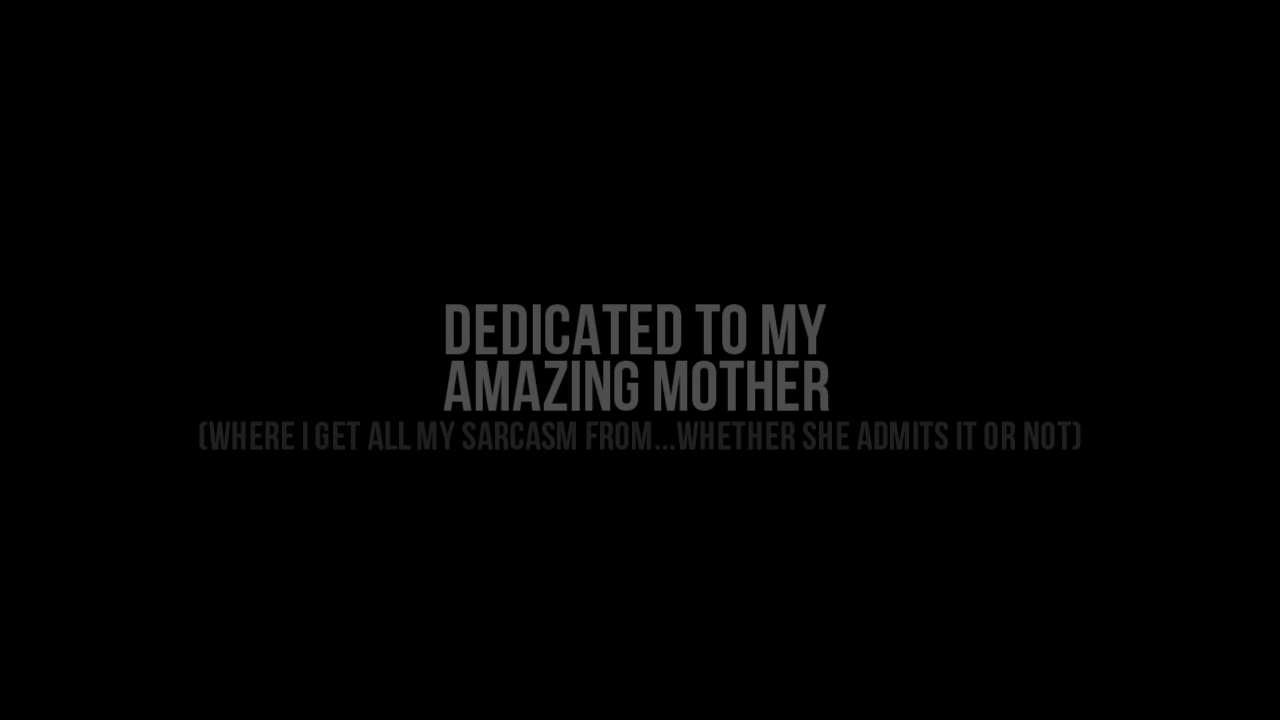 DEDICATED TO MY
AMAZING MOTHER
(WHERE I GET ALL MY SARCASM FROM...WHETHER SHE ADMITS IT OR NOT)